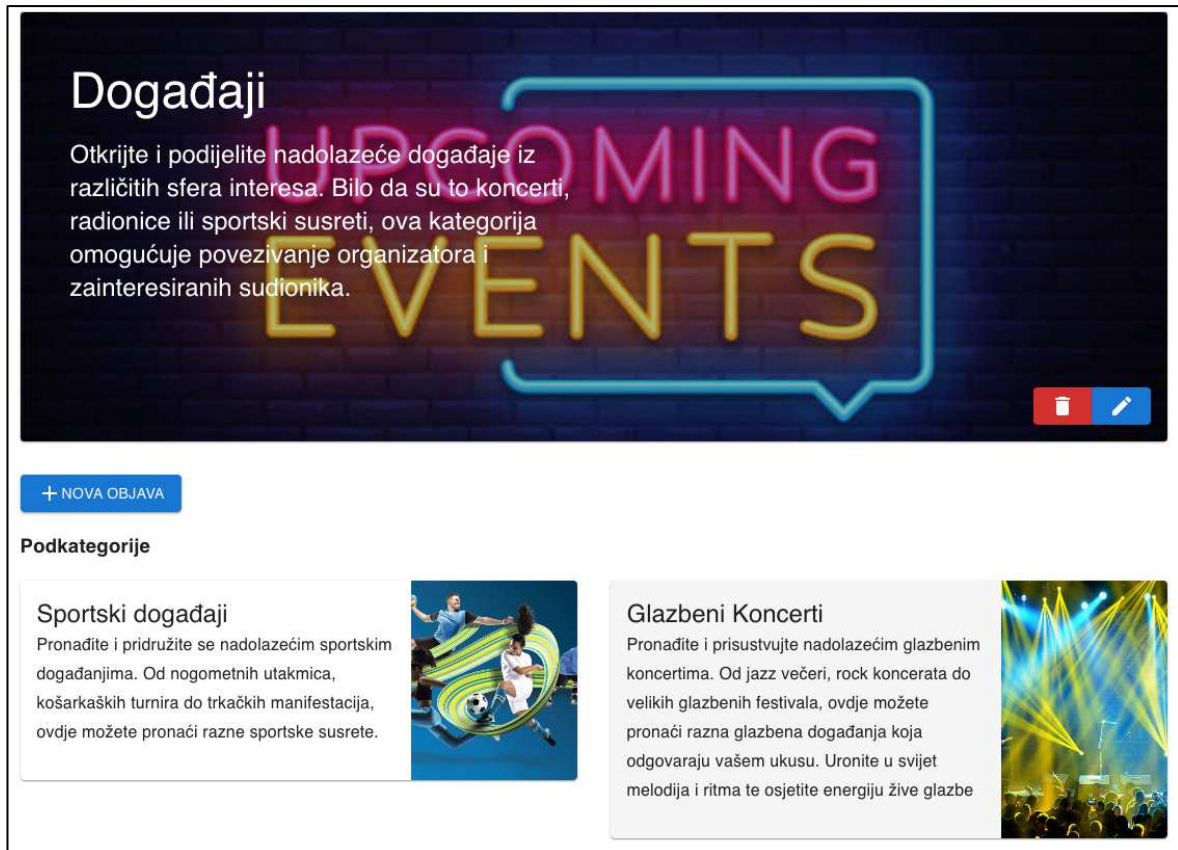 Događaji
UPCOMING
EVENTS
Otkrijte i podijelite nadolazeće događaje iz
različitih sfera interesa. Bilo da su to koncerti,
radionice ili sportski susreti, ova kategorija
omogućuje povezivanje organizatora i
zainteresiranih sudionika.
+ NOVA OBJAVA
Podkategorije
Sportski događaji
Pronađite i pridružite se nadolazećim sportskim
događanjima. Od nogometnih utakmica,
košarkaških turnira do trkačkih manifestacija,
ovdje možete pronaći razne sportske susrete.
Glazbeni Koncerti
Pronađite i prisustvujte nadolazećim glazbenim
koncertima. Od jazz večeri, rock koncerata do
velikih glazbenih festivala, ovdje možete
pronaći razna glazbena događanja koja
odgovaraju vašem ukusu. Uronite u svijet
melodija i ritma te osjetite energiju žive glazbe